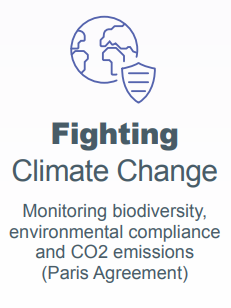 Fighting
Climate Change
Monitoring biodiversity,
environmental compliance
and CO2 emissions
(Paris Agreement)